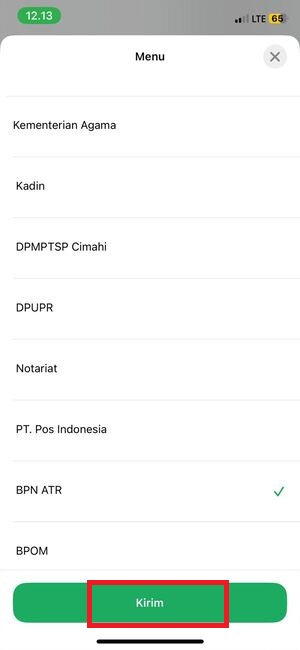 12.13
LTE 65
Menu
Kementerian Agama
Kadin
DPMPTSP Cimahi
DPUPR
Notariat
PT. Pos Indonesia
BPN ATR
BPOM
Kirim